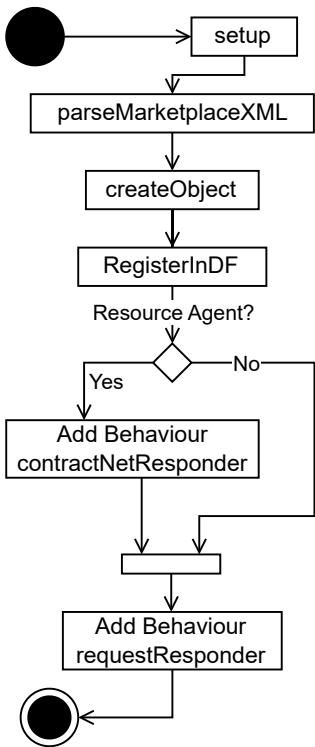 setup
parseMarketplaceXML
createObject
RegisterInDF
Resource Agent?
No
Yes
Add Behaviour
contractNetResponder
Add Behaviour
requestResponder